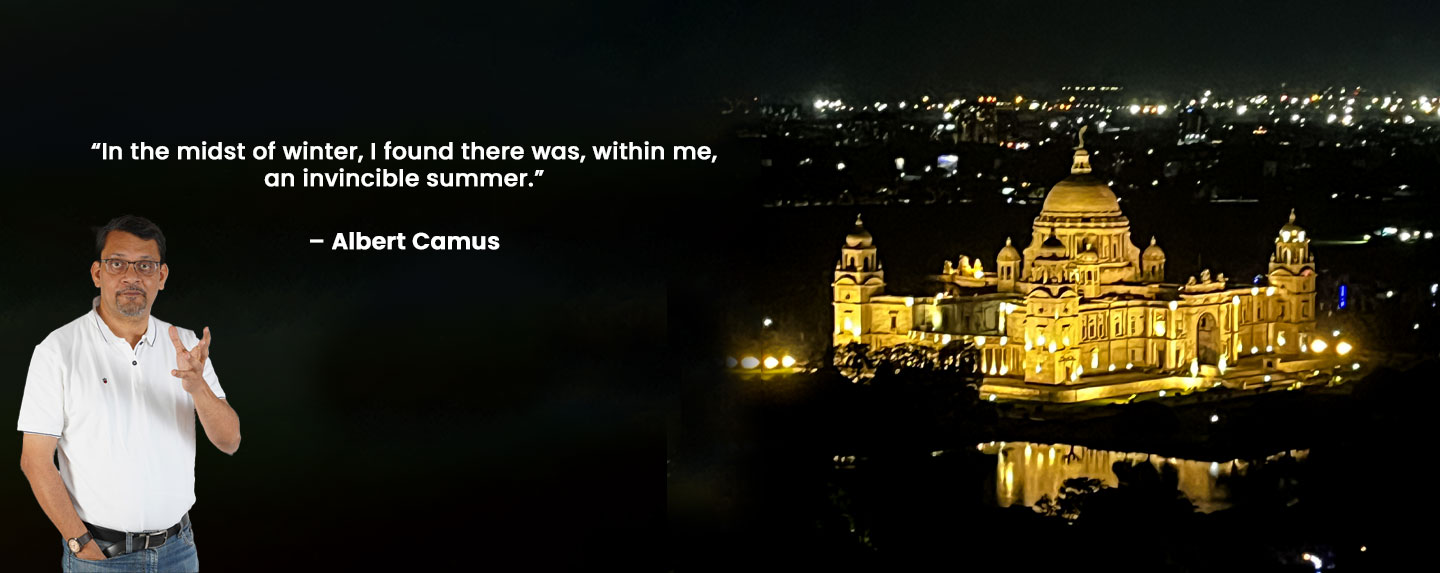 “In the midst of winter, I found there was, within me,
an invincible summer.”
– Albert Camus